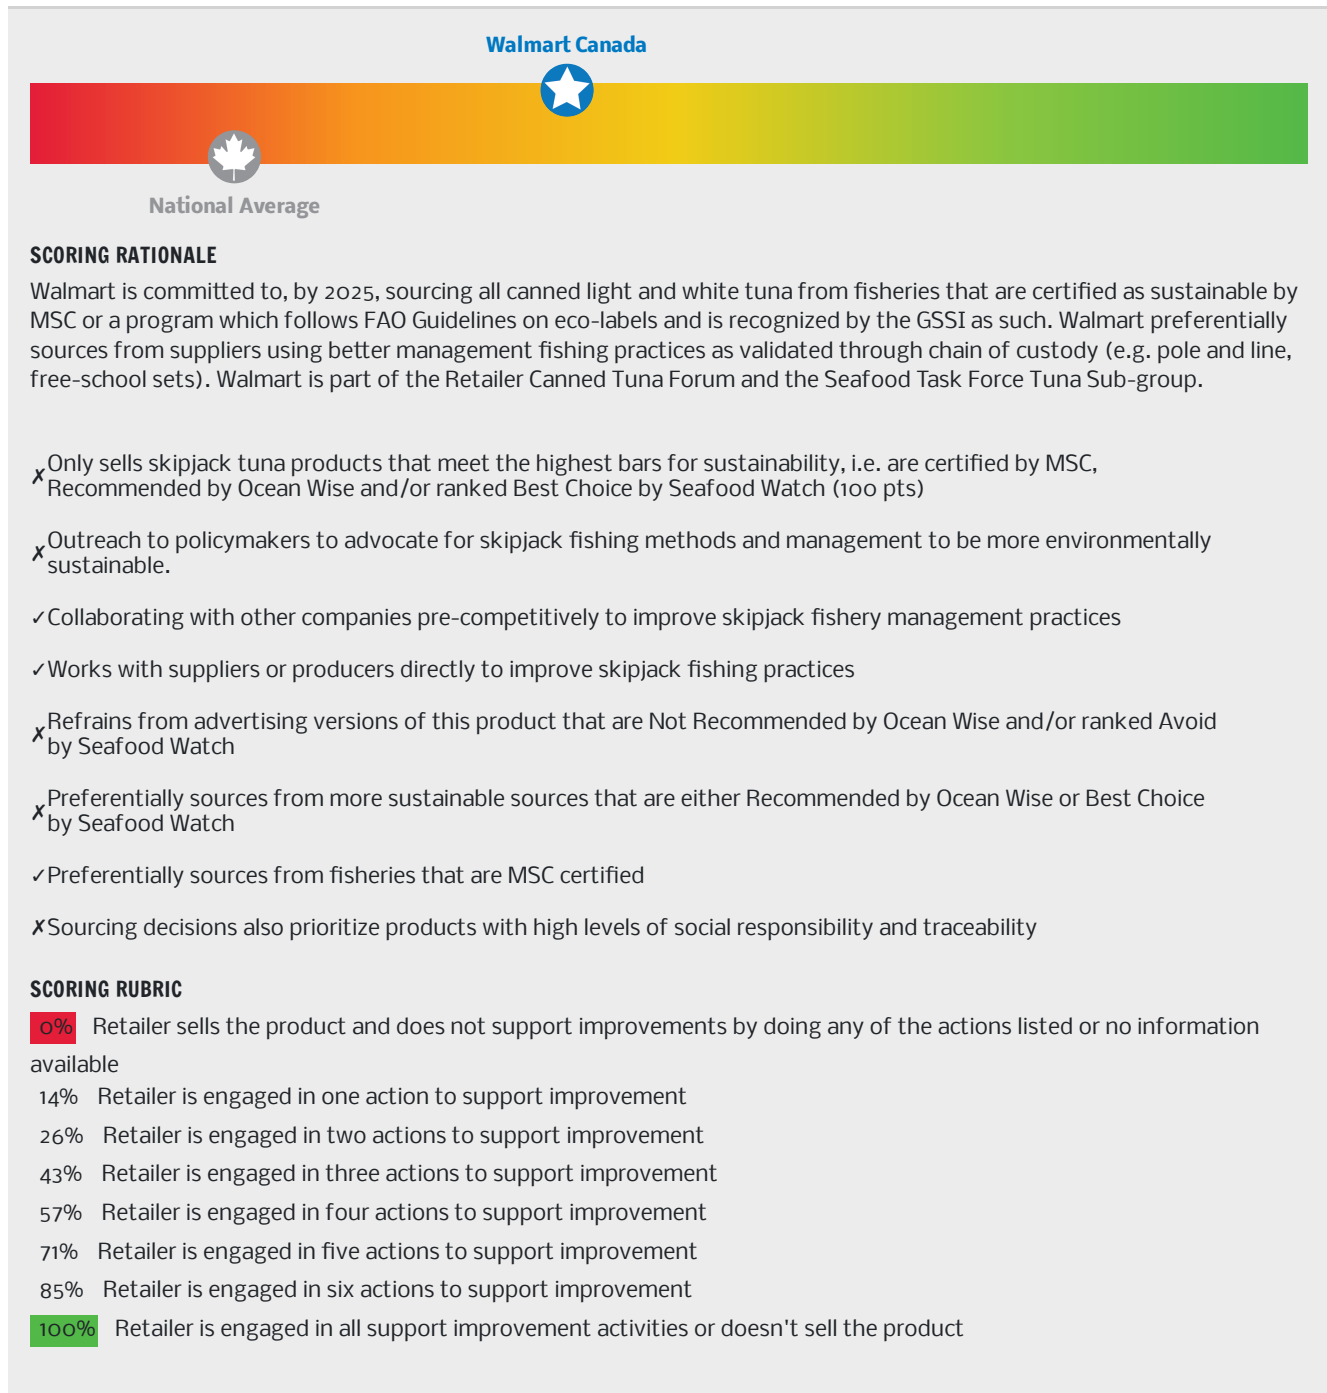 Walmart Canada
National Average
SCORING RATIONALE
Walmart is committed to, by 2025, sourcing all canned light and white tuna from fisheries that are certified as sustainable by
MSC or a program which follows FAO Guidelines on eco-labels and is recognized by the GSSI as such. Walmart preferentially
sources from suppliers using better management fishing practices as validated through chain of custody (e.g. pole and line,
free-school sets). Walmart is part of the Retailer Canned Tuna Forum and the Seafood Task Force Tuna Sub-group.
✗Only sells skipjack tuna products that meet the highest bars for sustainability, i.e. are certified by MSC,
Recommended by Ocean Wise and/or ranked Best Choice by Seafood Watch (100 pts)
✗Outreach to policymakers to advocate for skipjack fishing methods and management to be more environmentally
sustainable.
✓Collaborating with other companies pre-competitively to improve skipjack fishery management practices
✓Works with suppliers or producers directly to improve skipjack fishing practices
✗Refrains from advertising versions of this product that are Not Recommended by Ocean Wise and/or ranked Avoid
by Seafood Watch
✗Preferentially sources from more sustainable sources that are either Recommended by Ocean Wise or Best Choice
by Seafood Watch
✓Preferentially sources from fisheries that are MSC certified
✗Sourcing decisions also prioritize products with high levels of social responsibility and traceability
SCORING RUBRIC
0% Retailer sells the product and does not support improvements by doing any of the actions listed or no information
available
14% Retailer is engaged in one action to support improvement
26% Retailer is engaged in two actions to support improvement
43% Retailer is engaged in three actions to support improvement
57% Retailer is engaged in four actions to support improvement
71% Retailer is engaged in five actions to support improvement
85% Retailer is engaged in six actions to support improvement
100% Retailer is engaged in all support improvement activities or doesn't sell the product